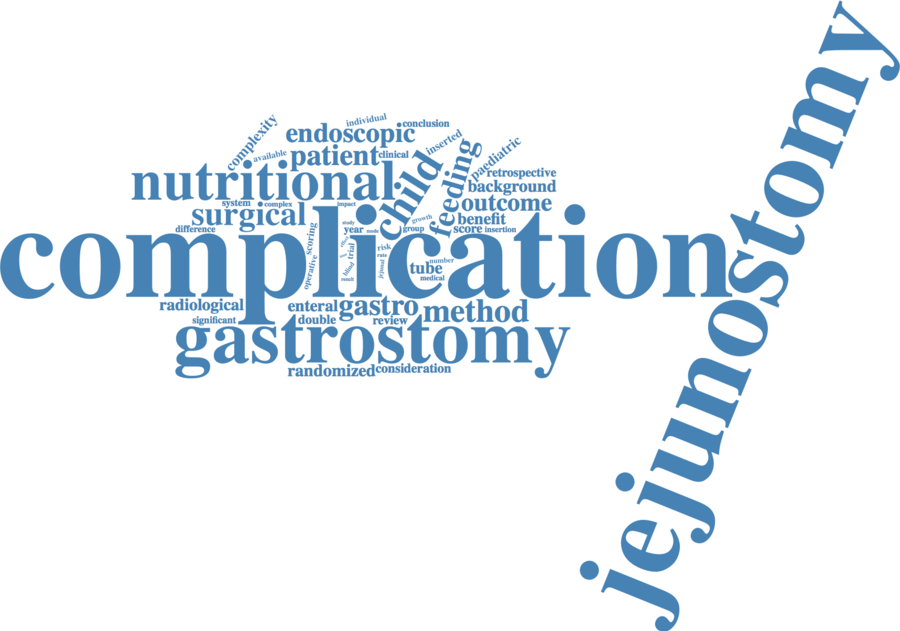 jejunostomy
individual
conclusion
complexity
endoscopic
inserted
available
patient
clinical
child
feeding
paediatric
nutritional
retrospective
background
system
complex
impact
outcome
surgical
growth
benefit
study
difference
year
mode
group
score
insertion
complication
scoring
operative
trial
risk
rate
blind
jejunal
tube
number
medical
result
radiological
enteral
gastro
method
significant
double
review
gastrostomy
randomized
consideration